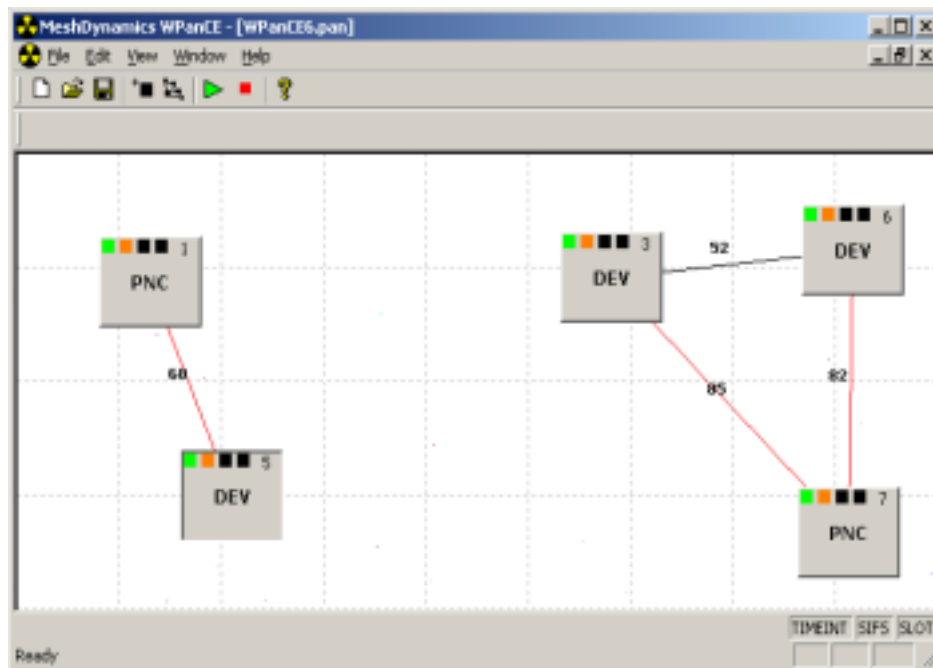 MeshDynamics WPanCE - [WPanCE6.pan]
File Edit View Window Help
1
PNC
3
DEV
6
DEV
52
60
85
82
5
DEV
7
PNC
TIMEINT SIFS SLOT
Ready